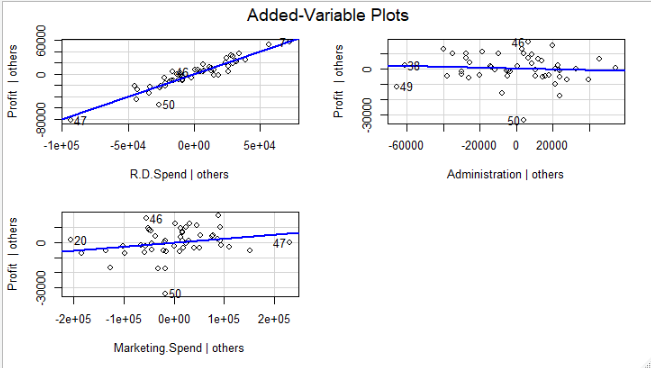 Added-Variable Plots
Profit | others
60000
0
-80000
7
46
50
47
-1e+05 -5e+04 0e+00 5e+04
R.D.Spend | others
Profit | others
0
-30000
46
38
49
50
-60000 -20000 0 20000
Administration | others
Profit | others
0
-30000
46
20
47
50
-2e+05 -1e+05 0e+00 1e+05 2e+05
Marketing.Spend | others